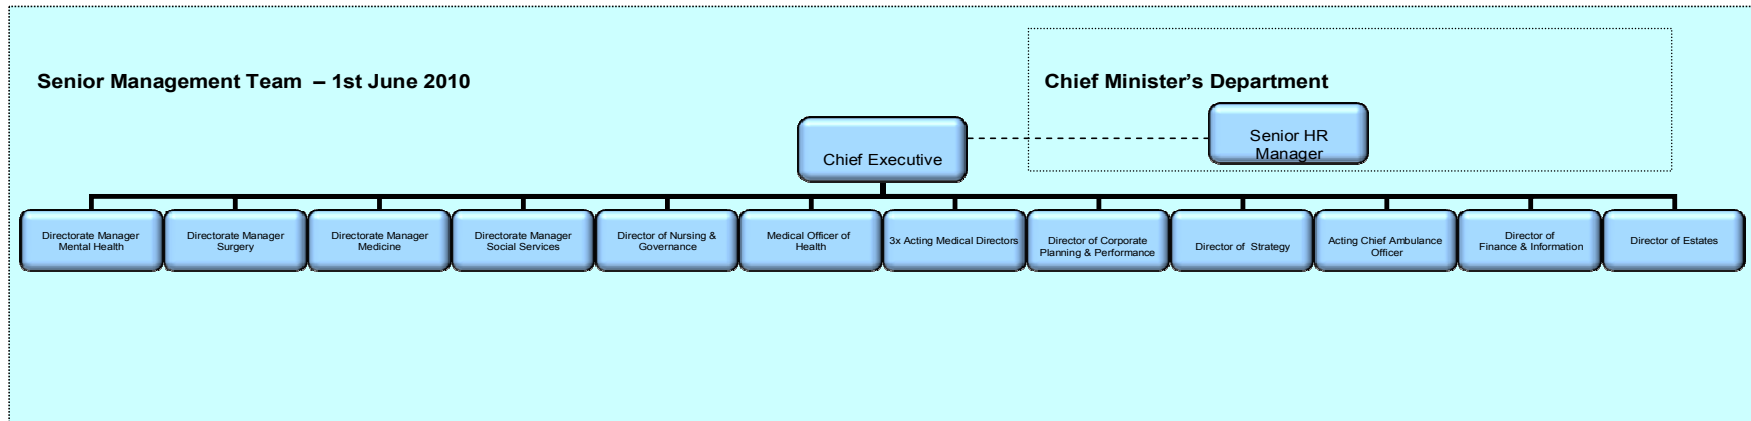 Senior Management Team – 1st June 2010
Chief Minister’s Department
Chief Executive
Senior HR
Manager
Directorate Manager
Mental Health
Directorate Manager
Surgery
Directorate Manager
Medicine
Directorate Manager
Social Services
Director of Nursing &
Governance
Medical Officer of
Health
3x Acting Medical Directors
Director of Corporate
Planning & Performance
Director of Strategy
Acting Chief Ambulance
Officer
Director of
Finance & Information
Director of Estates